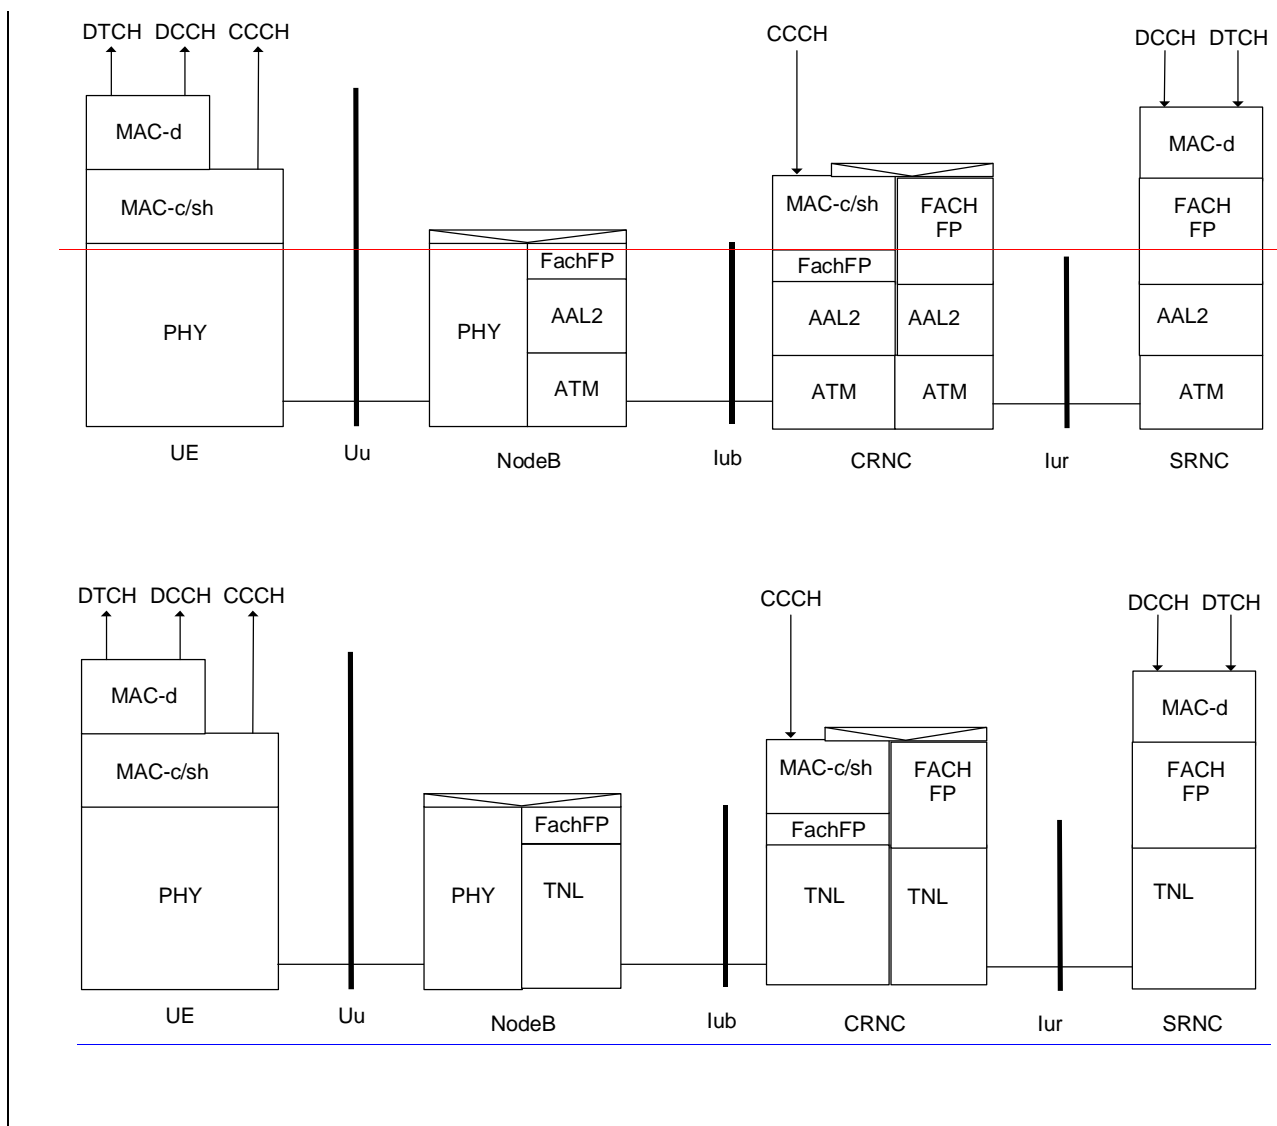 DTCH DCCH CCCH
CCCH
DCCH DTCH
MAC-d
MAC-d
MAC-c/sh
MAC-c/sh
FACH
FP
FACH
FP
FachFP
FachFP
PHY
PHY
AAL2
AAL2
AAL2
AAL2
ATM
ATM
ATM
ATM
UE
Uu
NodeB
Iub
CRNC
Iur
SRNC
DTCH DCCH CCCH
CCCH
DCCH DTCH
MAC-d
MAC-d
MAC-c/sh
MAC-c/sh
FACH
FP
FACH
FP
FachFP
FachFP
PHY
PHY
TNL
TNL
TNL
TNL
UE
Uu
NodeB
Iub
CRNC
Iur
SRNC